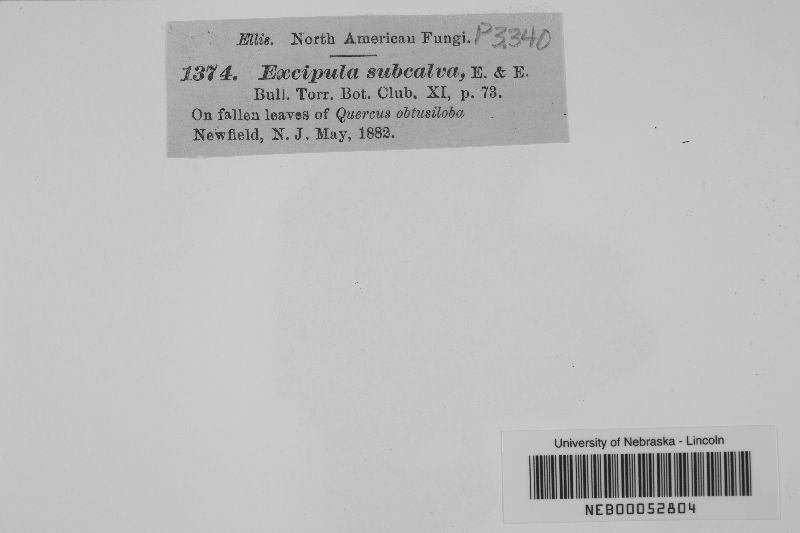 Ellis. North American Fungi. P3340
1374. Excipula subcalva, E. & E.
Bull. Torr. Bot. Club. XI, p. 73.
On fallen leaves of Quercus obtusiloba
Newfield, N. J. May, 1882.
University of Nebraska - Lincoln
NEB00052804